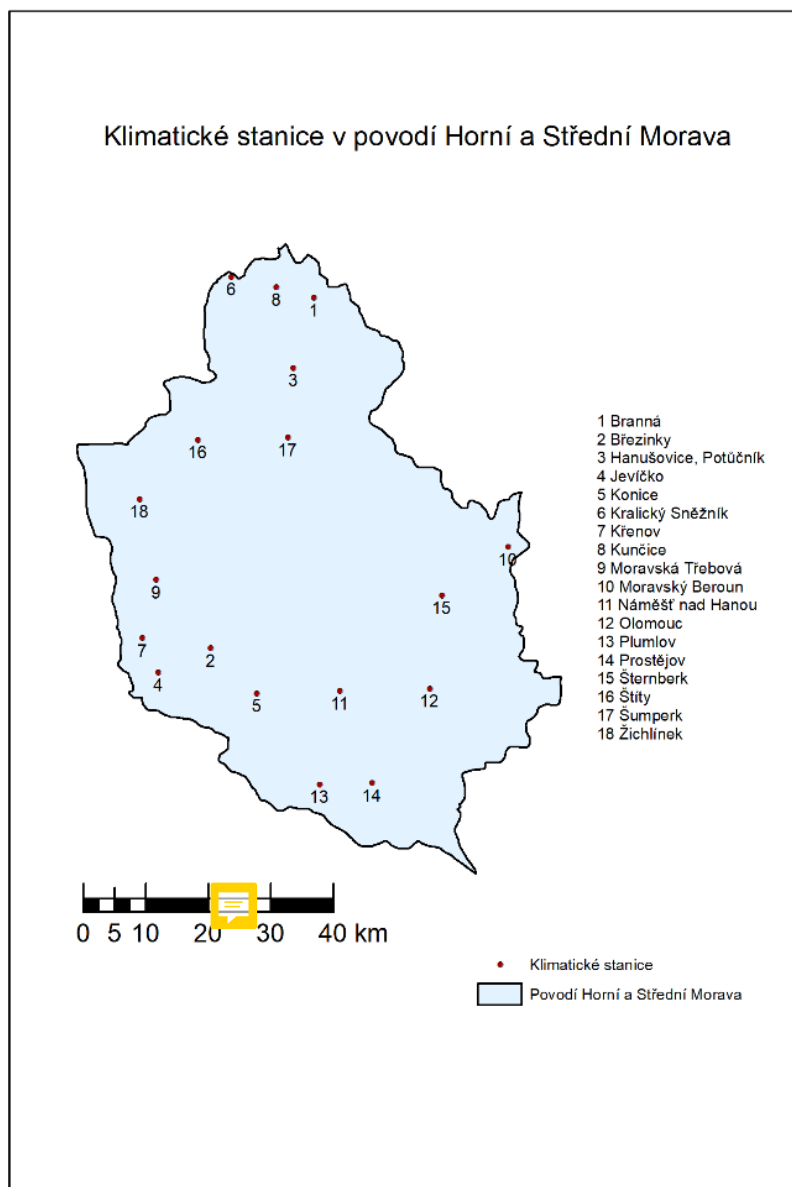 Klimatické stanice v povodí Horní a Střední Morava
6
8
1
3
16
17
18
10
9
15
7
2
4
5
11
12
13
14
1 Branná
2 Březinky
3 Hanušovice, Potůčník
4 Jevíčko
5 Konice
6 Kralický Sněžník
7 Křenov
8 Kunčice
9 Moravská Třebová
10 Moravský Beroun
11 Náměšť nad Hanou
12 Olomouc
13 Plumlov
14 Prostějov
15 Šternberk
16 Štíty
17 Šumperk
18 Žichlínek
0 5 10 20 30 40 km
Klimatické stanice
Povodí Horní a Střední Morava